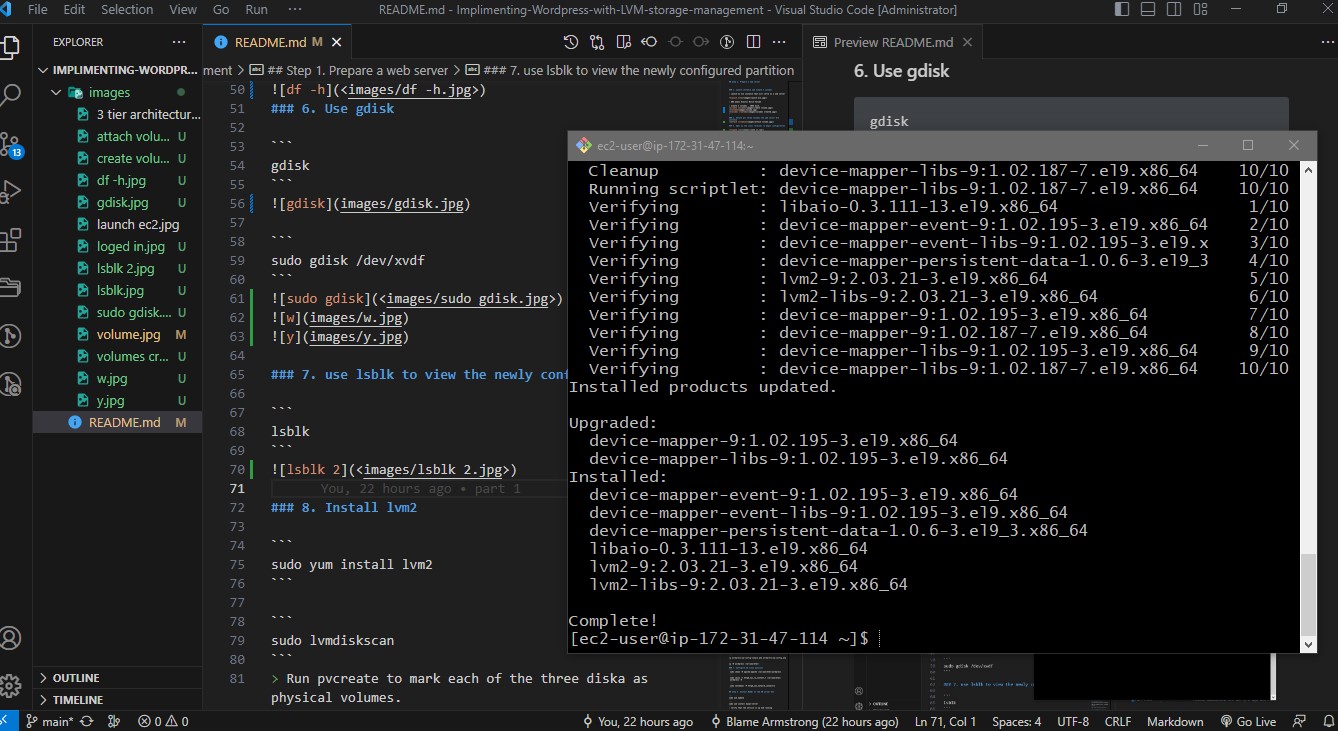 File Edit Selection View Go Run ··· README.md - Implimenting-Wordpress-with-LVM-storage-management - Visual Studio Code [Administrator]
EXPLORER ···
IMPLIMENTING-WORDPR...
images
3 tier architectur...
attach volu... U
create volu... U
df -h.jpg U
gdisk.jpg U
launch ec2.jpg
loged in.jpg U
lsblk 2.jpg U
lsblk.jpg U
sudo gdisk.... U
volume.jpg M
volumes cr... U
w.jpg U
y.jpg U
README.md M
OUTLINE
TIMELINE
13
README.md M
ment > ## Step 1. Prepare a web server > ### 7. use lsblk to view the newly configured partition
50 ![df -h](<images/df -h.jpg>)
51 ### 6. Use gdisk
52
53 ```
54 gdisk
55 ```
56 ![gdisk](images/gdisk.jpg)
57
58 ```
59 sudo gdisk /dev/xvdf
60 ```
61 ![sudo gdisk](<images/sudo gdisk.jpg>)
62 ![w](images/w.jpg)
63 ![y](images/y.jpg)
64
65 ### 7. use lsblk to view the newly conf
66
67 ```
68 lsblk
69 ```
70 ![lsblk 2](<images/lsblk 2.jpg>)
71 You, 22 hours ago • part 1
72 ### 8. Install lvm2
73
74 ```
75 sudo yum install lvm2
76 ```
77
78 ```
79 sudo lvmdiskscan
80 ```
81 > Run pvcreate to mark each of the three diska as
physical volumes.
Preview README.md
6. Use gdisk
gdisk
ec2-user@ip-172-31-47-114:~
Cleanup : device-mapper-libs-9:1.02.187-7.el9.x86_64 10/10
Running scriptlet: device-mapper-libs-9:1.02.187-7.el9.x86_64 10/10
Verifying : libaio-0.3.111-13.el9.x86_64 1/10
Verifying : device-mapper-event-9:1.02.195-3.el9.x86_64 2/10
Verifying : device-mapper-event-libs-9:1.02.195-3.el9.x 3/10
Verifying : device-mapper-persistent-data-1.0.6-3.el9_3 4/10
Verifying : lvm2-9:2.03.21-3.el9.x86_64 5/10
Verifying : lvm2-libs-9:2.03.21-3.el9.x86_64 6/10
Verifying : device-mapper-9:1.02.195-3.el9.x86_64 7/10
Verifying : device-mapper-9:1.02.187-7.el9.x86_64 8/10
Verifying : device-mapper-libs-9:1.02.195-3.el9.x86_64 9/10
Verifying : device-mapper-libs-9:1.02.187-7.el9.x86_64 10/10
Installed products updated.
Upgraded:
device-mapper-9:1.02.195-3.el9.x86_64
device-mapper-libs-9:1.02.195-3.el9.x86_64
Installed:
device-mapper-event-9:1.02.195-3.el9.x86_64
device-mapper-event-libs-9:1.02.195-3.el9.x86_64
device-mapper-persistent-data-1.0.6-3.el9_3.x86_64
libaio-0.3.111-13.el9.x86_64
lvm2-9:2.03.21-3.el9.x86_64
lvm2-libs-9:2.03.21-3.el9.x86_64
Complete!
[ec2-user@ip-172-31-47-114 ~]$
main* 0 0 You, 22 hours ago Blame Armstrong (22 hours ago) Ln 71, Col 1 Spaces: 4 UTF-8 CRLF Markdown Go Live